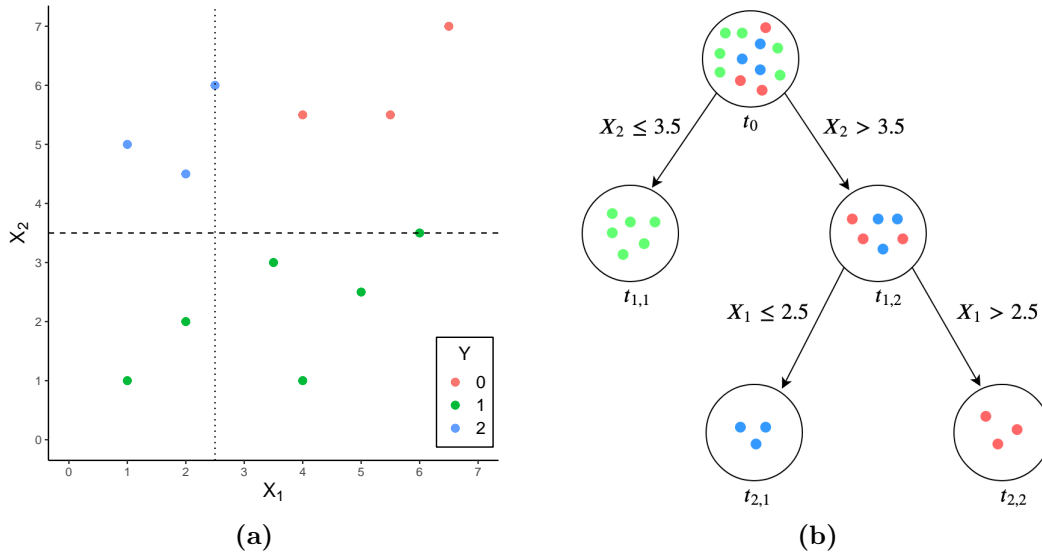 X₂
7
6
5
4
3
2
1
0
0 1 2 3 4 5 6 7
X₁
Y
0
1
2
(a)
t₀
X₂ ≤ 3.5
X₂ > 3.5
t₁,₁
t₁,₂
X₁ ≤ 2.5
X₁ > 2.5
t₂,₁
t₂,₂
(b)